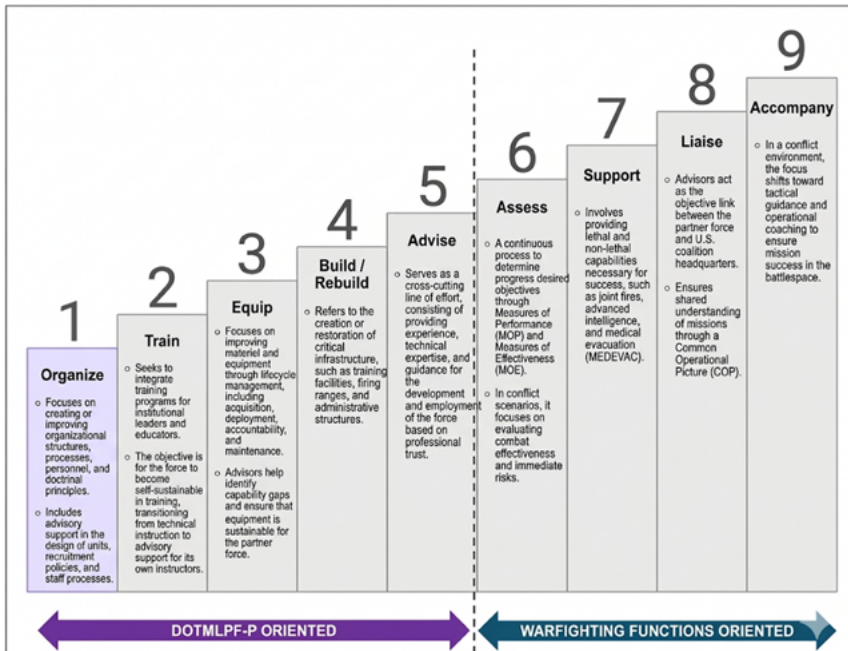 1
Organize
o Focuses on
creating or
improving
organizational
structures,
processes,
personnel, and
doctrinal
principles.
o Includes
advisory
support in the
design of units,
recruitment
policies, and
staff processes.
2
Train
o Seeks to
integrate
training
programs for
institutional
leaders and
educators.
o The objective is
for the force to
become
self-sustainable
in training,
transitioning
from technical
instruction to
advisory
support for its
own instructors.
3
Equip
o Focuses on
improving
materiel and
equipment
through lifecycle
management,
including
acquisition,
deployment,
accountability,
and
maintenance.
o Advisors help
identify
capability gaps
and ensure that
equipment is
sustainable for
the partner
force.
4
Build /
Rebuild
o Refers to the
creation or
restoration of
critical
infrastructure,
such as training
facilities, firing
ranges, and
administrative
structures.
5
Advise
o Serves as a
cross-cutting
line of effort,
consisting of
providing
experience,
technical
expertise, and
guidance for
the
development
and employment
of the force
based on
professional
trust.
6
Assess
o A continuous
process to
determine
progress desired
objectives
through
Measures of
Performance
(MOP) and
Measures of
Effectiveness
(MOE).
o In conflict
scenarios, it
focuses on
evaluating
combat
effectiveness
and immediate
risks.
7
Support
o Involves
providing
lethal and
non-lethal
capabilities
necessary for
success, such
as joint fires,
advanced
intelligence,
and medical
evacuation
(MEDEVAC).
8
Liaise
o Advisors act
as the
objective link
between the
partner force
and U.S.
coalition
headquarters.
o Ensures
shared
understanding
of missions
through a
Common
Operational
Picture (COP).
9
Accompany
o In a conflict
environment,
the focus
shifts toward
tactical
guidance and
operational
coaching to
ensure
mission
success in the
battlespace.
DOTMLPF-P ORIENTED
WARFIGHTING FUNCTIONS ORIENTED